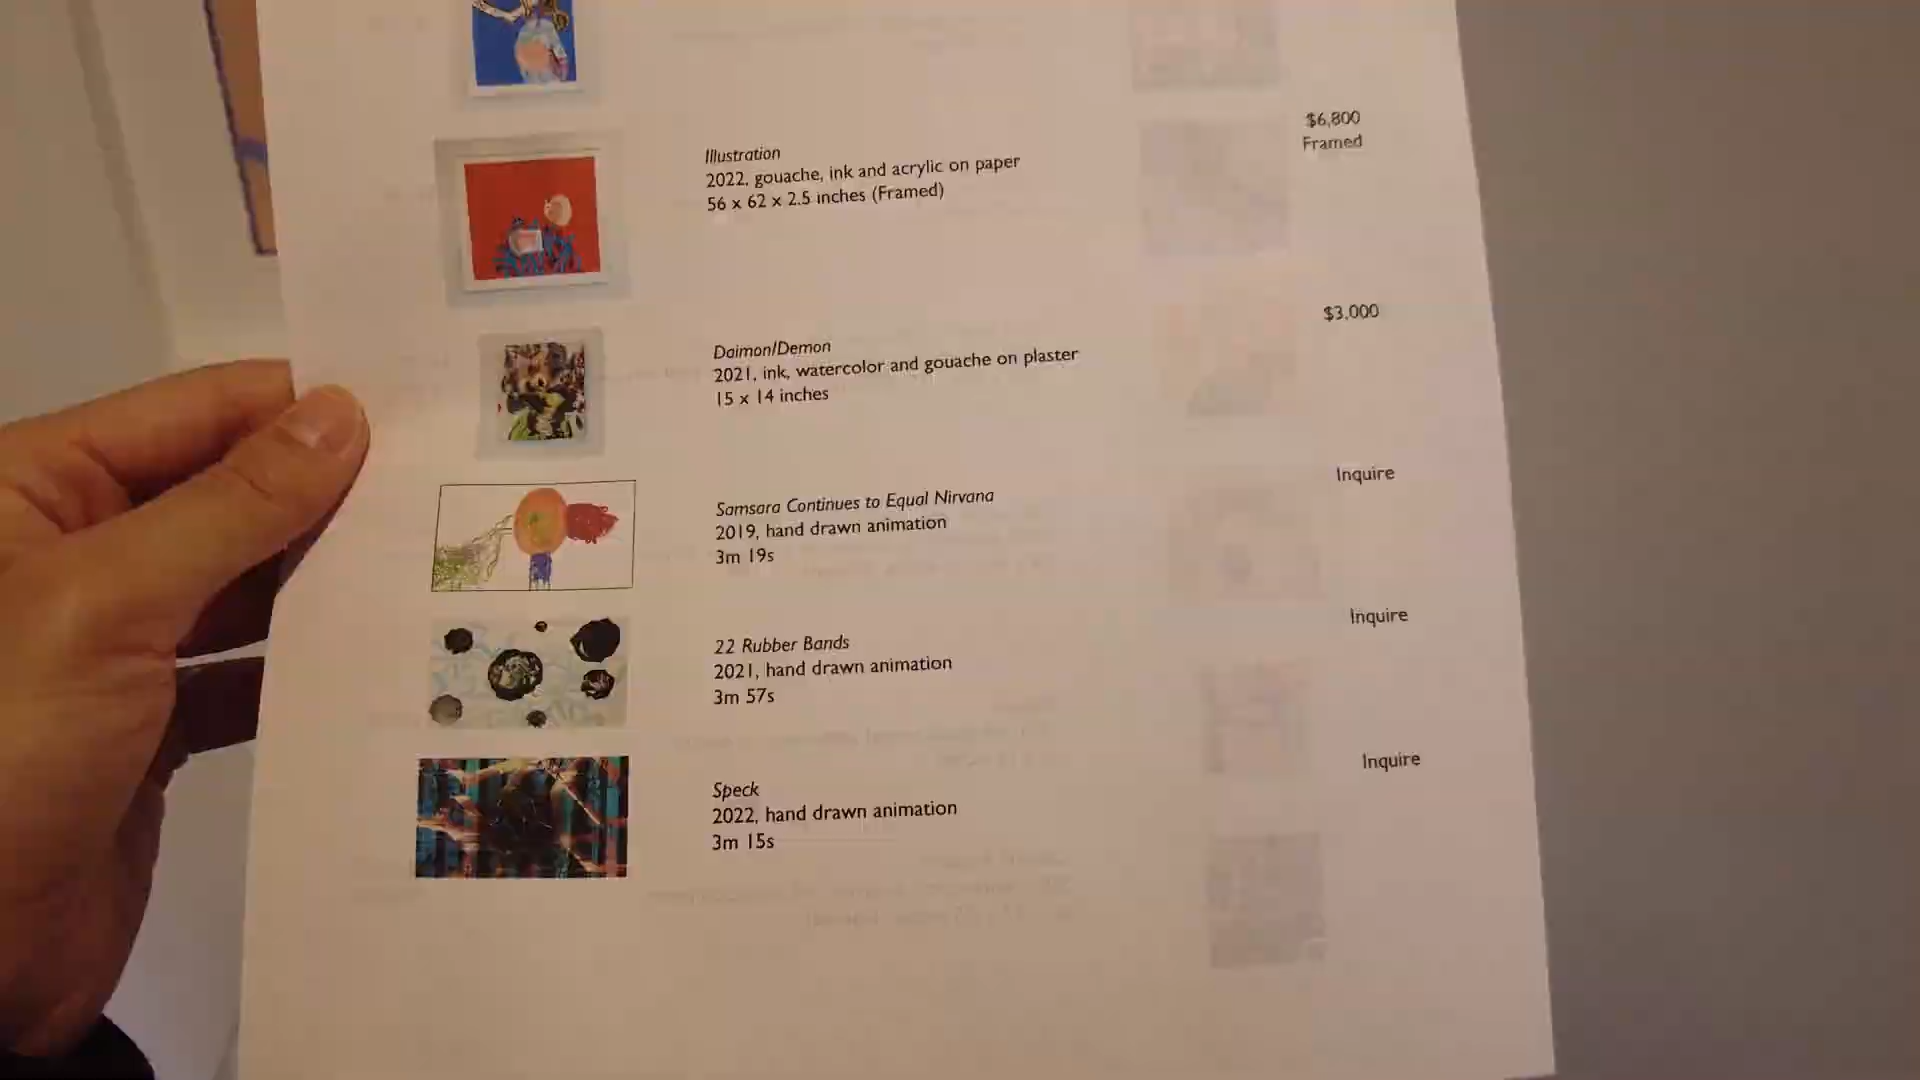 Illustration
2022, gouache, ink and acrylic on paper
56 x 62 x 2.5 inches (Framed)
$6,800
Framed
Daimon/Demon
2021, ink, watercolor and gouache on plaster
15 x 14 inches
$3,000
Samsara Continues to Equal Nirvana
2019, hand drawn animation
3m 19s
Inquire
22 Rubber Bands
2021, hand drawn animation
3m 57s
Inquire
Speck
2022, hand drawn animation
3m 15s
Inquire